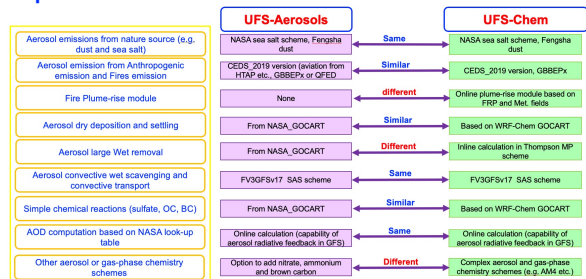 UFS-Aerosols
UFS-Chem
Aerosol emissions from nature source (e.g.
dust and sea salt)
NASA sea salt scheme, Fengsha
dust
Same
NASA sea salt scheme, Fengsha
dust
Aerosol emission from Anthropogenic
emission and Fires emission
CEDS_2019 version (aviation from
HTAP etc., GBBEPx or QFED
Similar
CEDS_2019 version, GBBEPx
Fire Plume-rise module
None
different
Online plume-rise module based on
FRP and Met. fields
Aerosol dry deposition and settling
From NASA_GOCART
Similar
Based on WRF-Chem GOCART
Aerosol large Wet removal
From NASA_GOCART
Different
Inline calculation in Thompson MP
scheme
Aerosol convective wet scavenging and
convective transport
FV3GFSv17 SAS scheme
Same
FV3GFSv17 SAS scheme
Simple chemical reactions (sulfate, OC, BC)
From NASA_GOCART
Similar
Based on WRF-Chem GOCART
AOD computation based on NASA look-up
table
Online calculation (capability of
aerosol radiative feedback in GFS)
Same
Online calculation (capability of
aerosol radiative feedback in GFS)
Other aerosol or gas-phase chemistry
schemes
Option to add nitrate, ammonium
and brown carbon
Different
Complex aerosol and gas-phase
chemistry schemes (e.g. AM4 etc.)